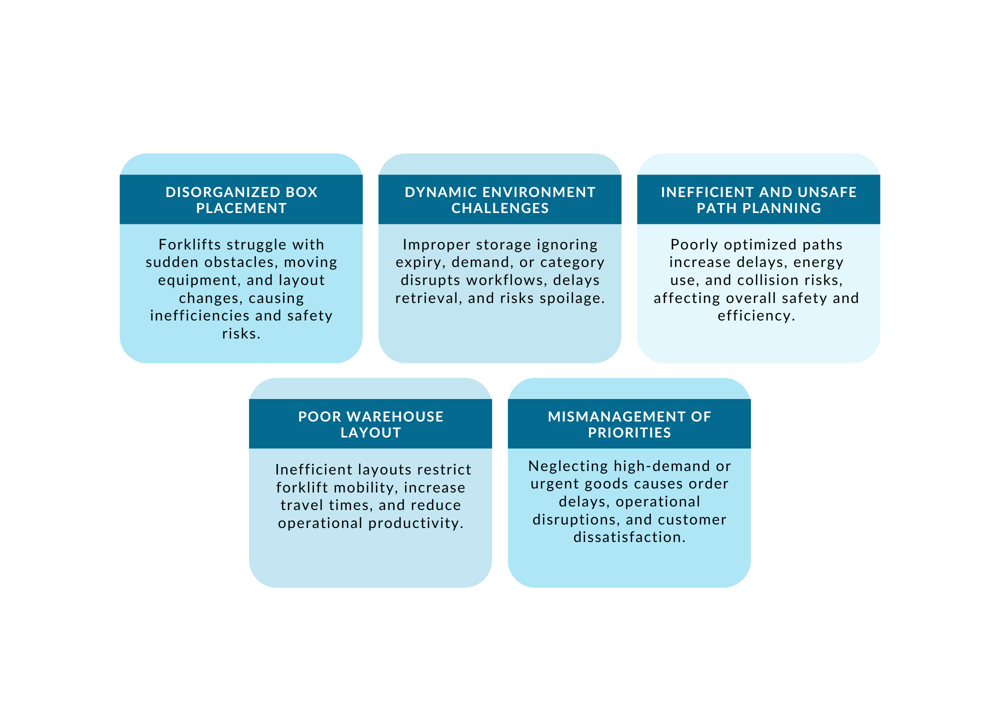 DISORGANIZED BOX
PLACEMENT
Forklifts struggle with
sudden obstacles, moving
equipment, and layout
changes, causing
inefficiencies and safety
risks.
DYNAMIC ENVIRONMENT
CHALLENGES
Improper storage ignoring
expiry, demand, or category
disrupts workflows, delays
retrieval, and risks spoilage.
INEFFICIENT AND UNSAFE
PATH PLANNING
Poorly optimized paths
increase delays, energy
use, and collision risks,
affecting overall safety and
efficiency.
POOR WAREHOUSE
LAYOUT
Inefficient layouts restrict
forklift mobility, increase
travel times, and reduce
operational productivity.
MISMANAGEMENT OF
PRIORITIES
Neglecting high-demand or
urgent goods causes order
delays, operational
disruptions, and customer
dissatisfaction.